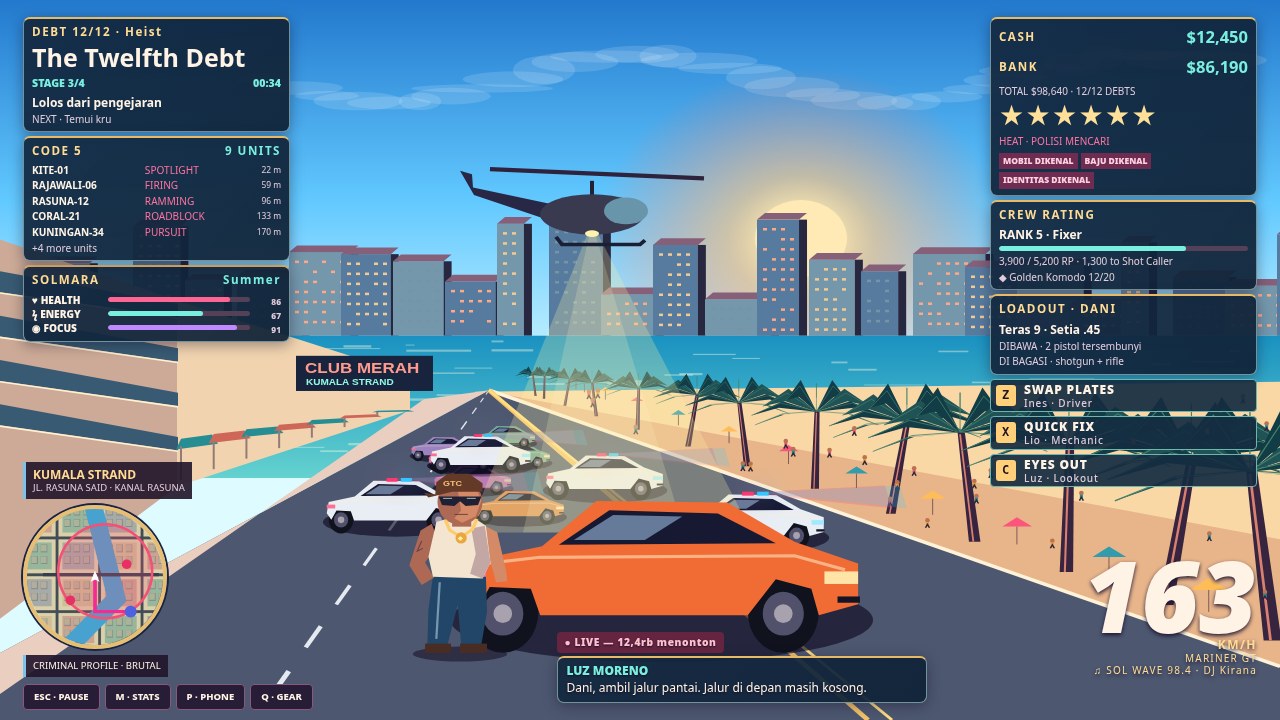 DEBT 12/12 · Heist
The Twelfth Debt
STAGE 3/4 00:34
Lolos dari pengejaran
NEXT · Temui kru
CODE 5 9 UNITS
KITE-01 SPOTLIGHT 22 m
RAJAWALI-06 FIRING 59 m
RASUNA-12 RAMMING 96 m
CORAL-21 ROADBLOCK 133 m
KUNINGAN-34 PURSUIT 170 m
+4 more units
SOLMARA Summer
♥ HEALTH 86
ENERGY 67
◉ FOCUS 91
CLUB MERAH
KUMALA STRAND
KUMALA STRAND
JL. RASUNA SAID · KANAL RASUNA
CRIMINAL PROFILE · BRUTAL
ESC · PAUSE M · STATS P · PHONE Q · GEAR
GTC
● LIVE — 12,4rb menonton
LUZ MORENO
Dani, ambil jalur pantai. Jalur di depan masih kosong.
CASH $12,450
BANK $86,190
TOTAL $98,640 · 12/12 DEBTS
★★★★★★
HEAT · POLISI MENCARI
MOBIL DIKENAL BAJU DIKENAL
IDENTITAS DIKENAL
CREW RATING
RANK 5 · Fixer
3,900 / 5,200 RP · 1,300 to Shot Caller
◆ Golden Komodo 12/20
LOADOUT · DANI
Teras 9 · Setia .45
DIBAWA · 2 pistol tersembunyi
DI BAGASI · shotgun + rifle
Z SWAP PLATES
Ines · Driver
X QUICK FIX
Lio · Mechanic
C EYES OUT
Luz · Lookout
163
KM/H
MARINER GT
♫ SOL WAVE 98.4 · DJ Kirana